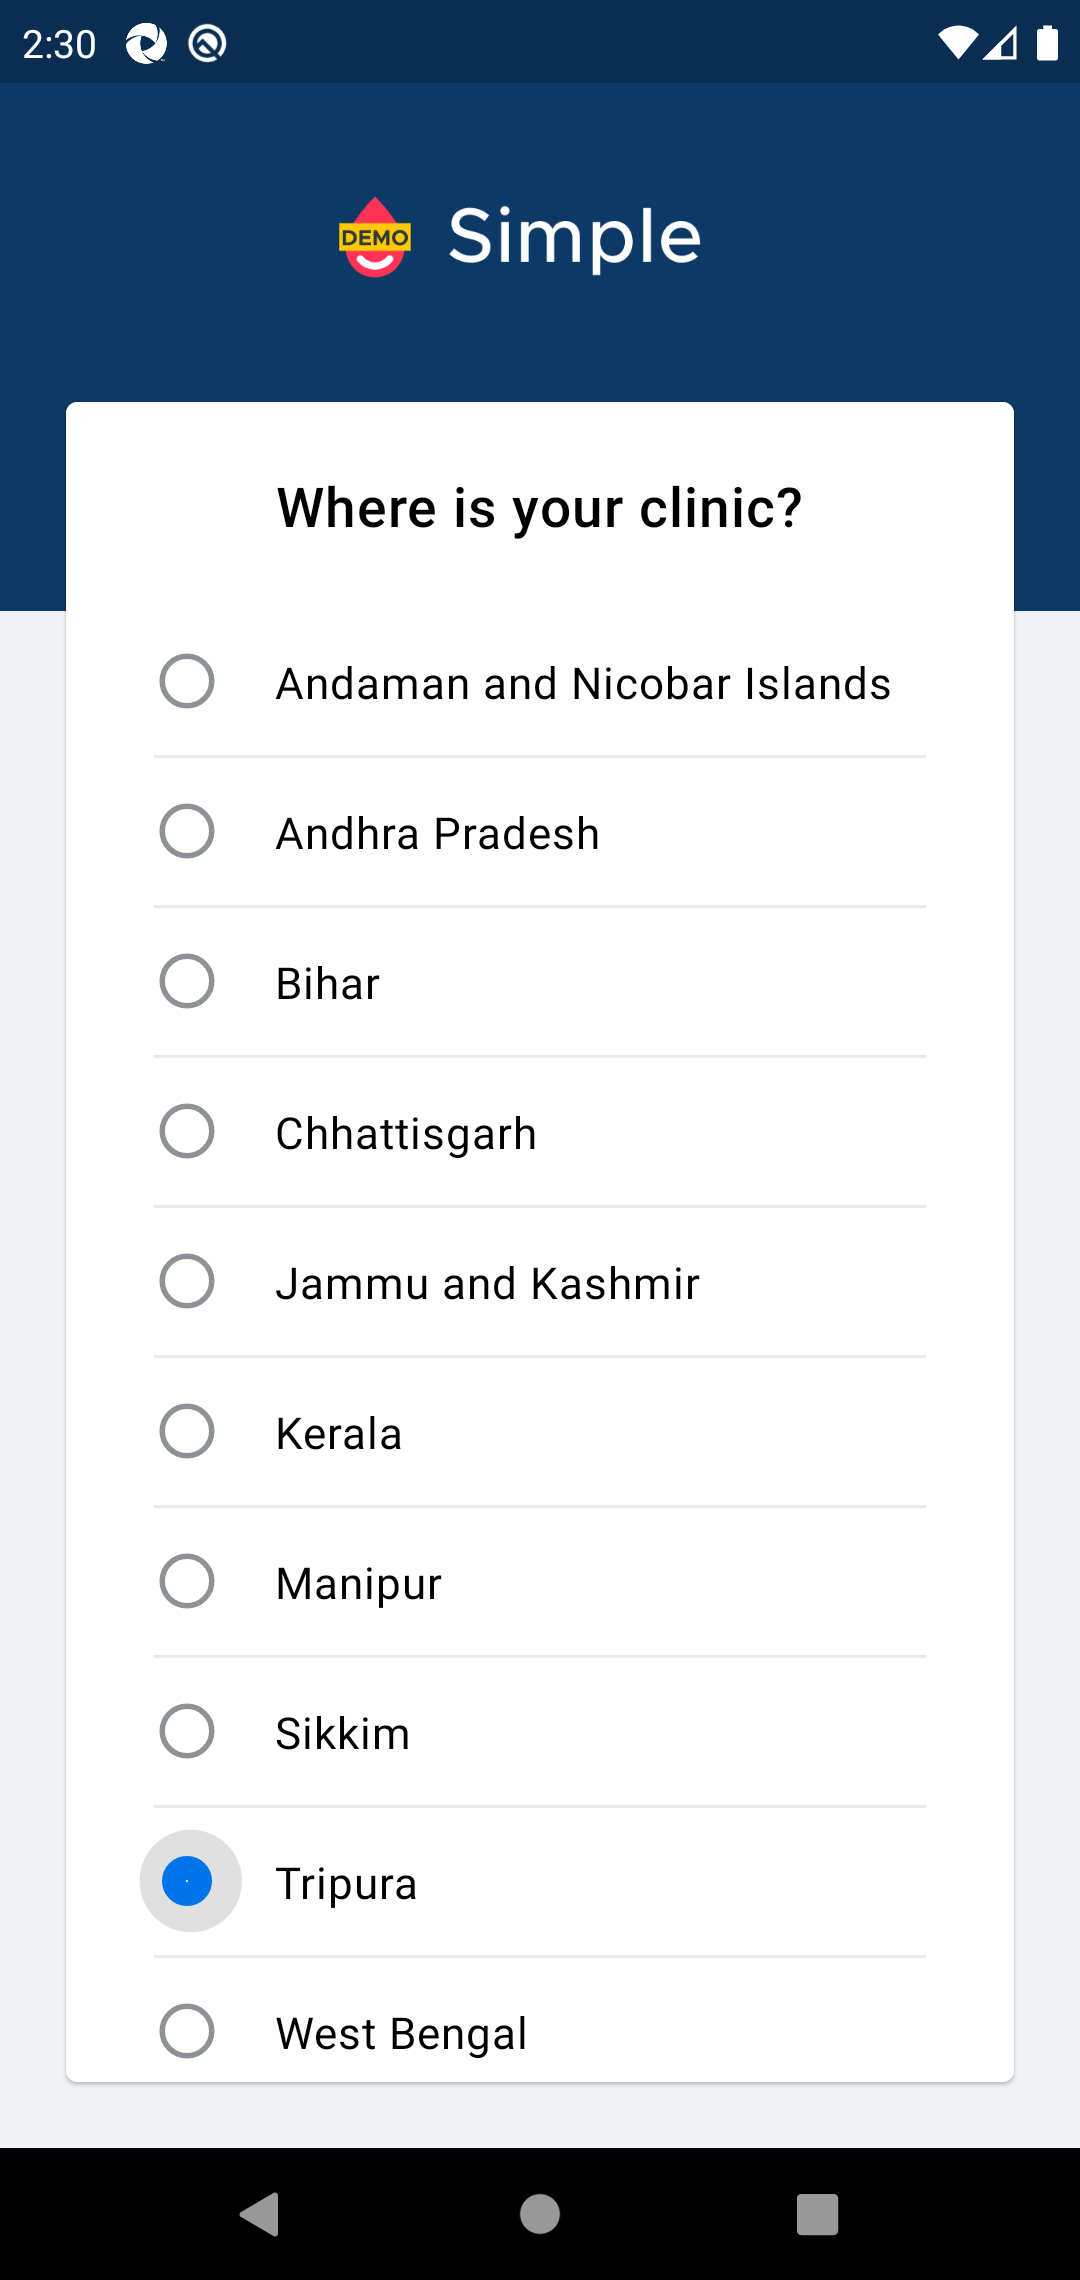 2:30
DEMO Simple
Where is your clinic?
Andaman and Nicobar Islands
Andhra Pradesh
Bihar
Chhattisgarh
Jammu and Kashmir
Kerala
Manipur
Sikkim
Tripura
West Bengal